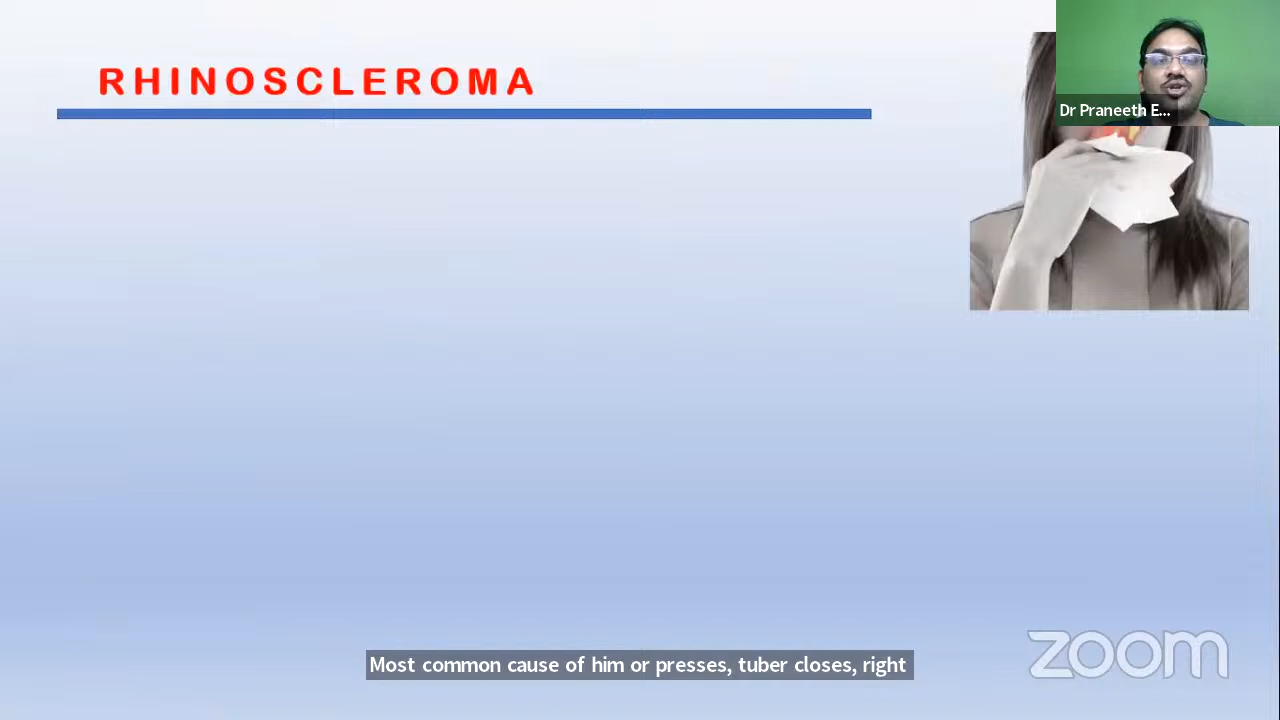 RHINOSCLEROMA
Dr Praneeth E...
Most common cause of him or presses, tuber closes, right
zoom